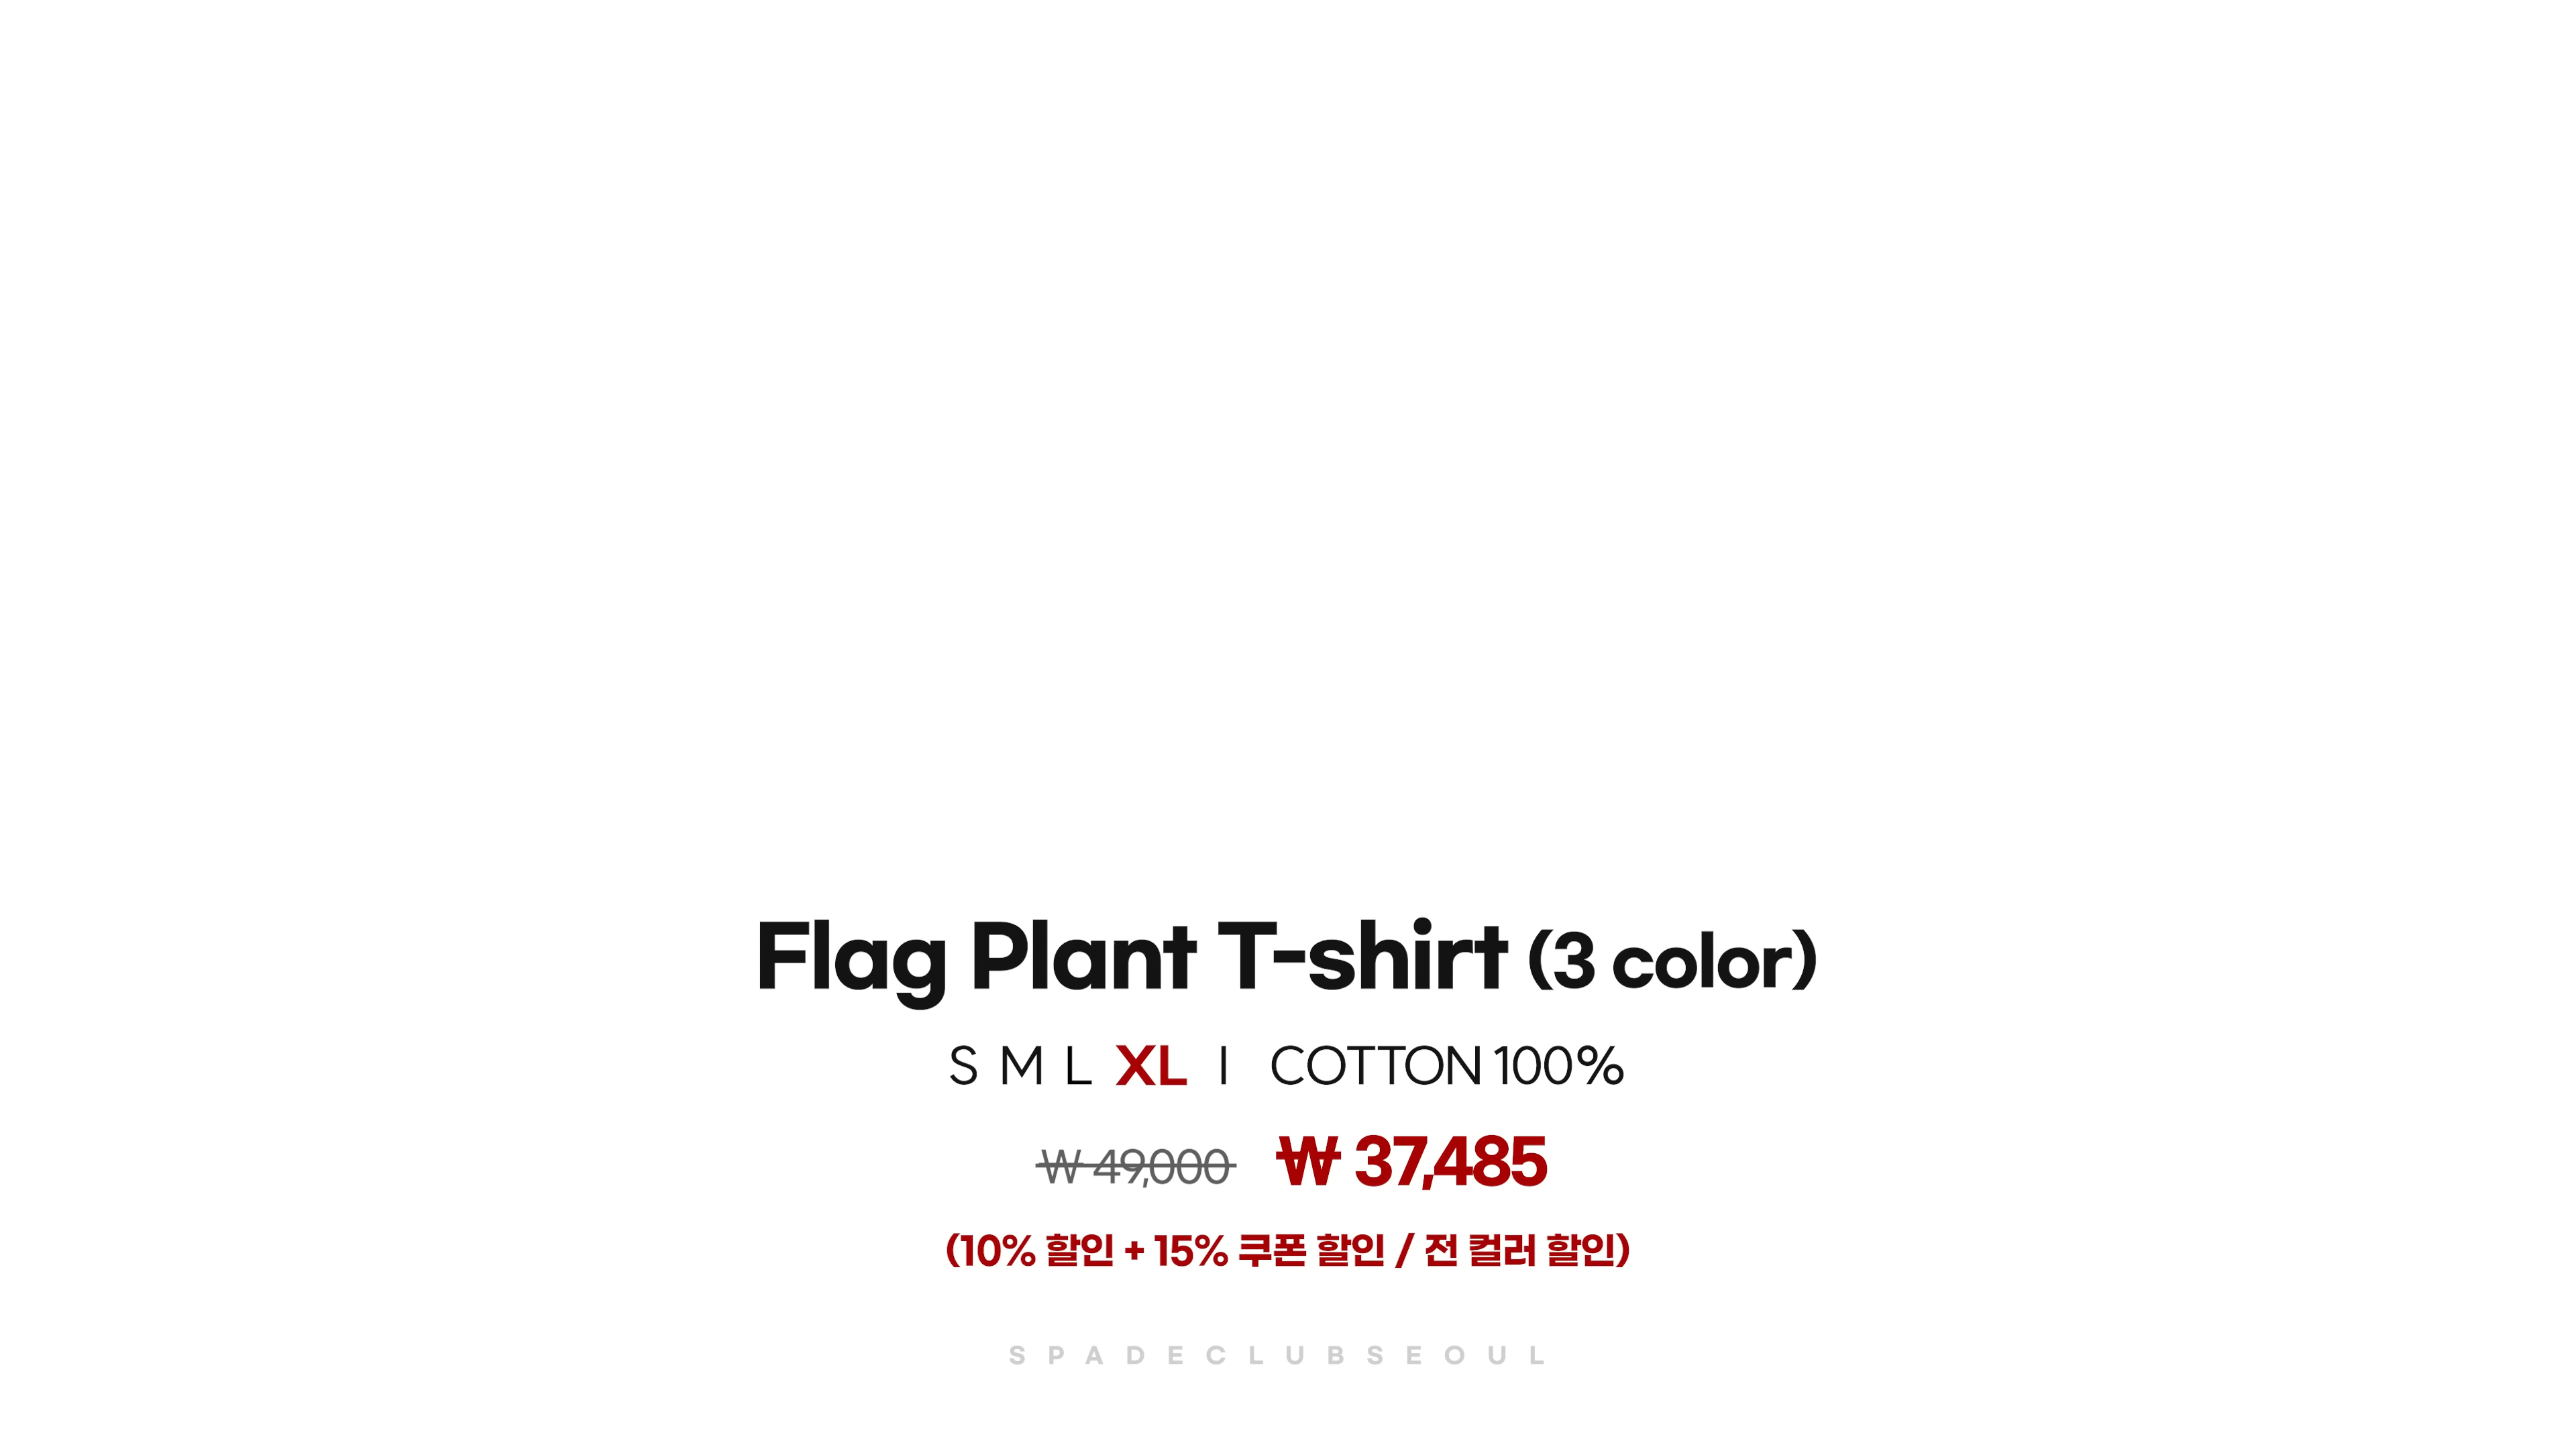 Flag Plant T-shirt (3 color)
S M L XL | COTTON 100%
₩ 49,000 ₩ 37,485
(10% 할인 + 15% 쿠폰 할인 / 전 컬러 할인)
SPADECLUBSEOUL